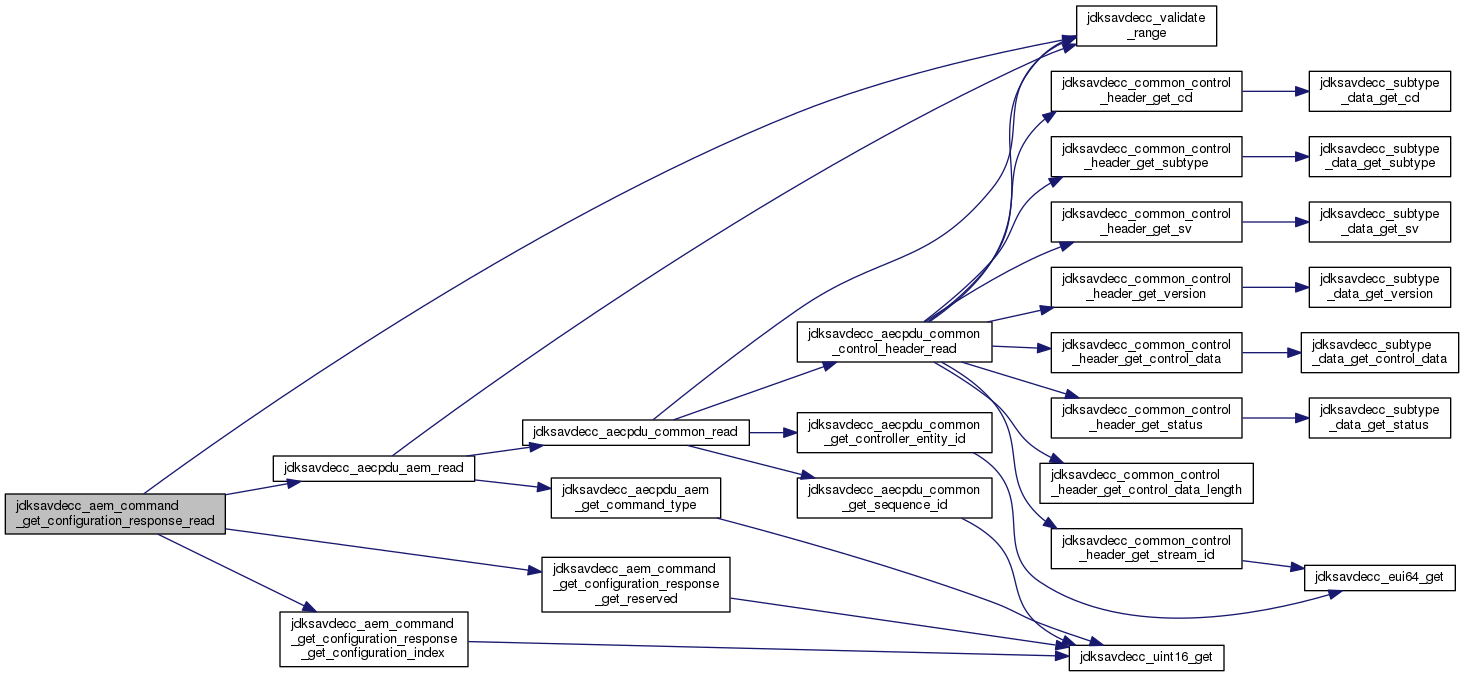 jdksavdecc_aem_command
_get_configuration_response_read
jdksavdecc_aecpdu_aem_read
jdksavdecc_aem_command
_get_configuration_response
_get_configuration_index
jdksavdecc_aecpdu_common_read
jdksavdecc_aecpdu_aem
_get_command_type
jdksavdecc_aem_command
_get_configuration_response
_get_reserved
jdksavdecc_aecpdu_common
_control_header_read
jdksavdecc_aecpdu_common
_get_controller_entity_id
jdksavdecc_aecpdu_common
_get_sequence_id
jdksavdecc_validate
_range
jdksavdecc_common_control
_header_get_cd
jdksavdecc_common_control
_header_get_subtype
jdksavdecc_common_control
_header_get_sv
jdksavdecc_common_control
_header_get_version
jdksavdecc_common_control
_header_get_control_data
jdksavdecc_common_control
_header_get_status
jdksavdecc_common_control
_header_get_control_data_length
jdksavdecc_common_control
_header_get_stream_id
jdksavdecc_uint16_get
jdksavdecc_subtype
_data_get_cd
jdksavdecc_subtype
_data_get_subtype
jdksavdecc_subtype
_data_get_sv
jdksavdecc_subtype
_data_get_version
jdksavdecc_subtype
_data_get_control_data
jdksavdecc_subtype
_data_get_status
jdksavdecc_eui64_get